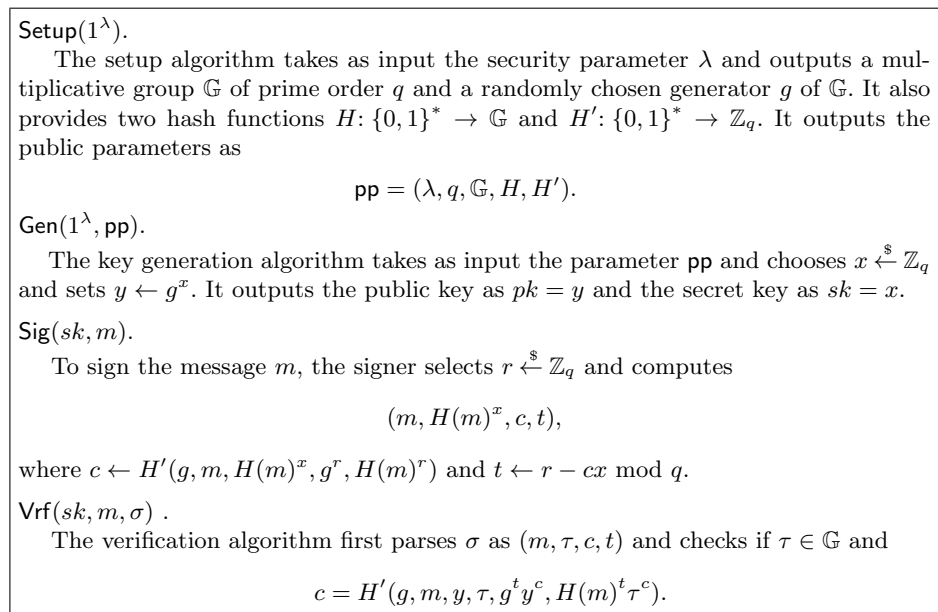 Setup(1^λ).
The setup algorithm takes as input the security parameter λ and outputs a mul-
tiplicative group 𝔾 of prime order q and a randomly chosen generator g of 𝔾. It also
provides two hash functions H: {0, 1}* → 𝔾 and H′: {0, 1}* → ℤ_q. It outputs the
public parameters as
pp = (λ, q, 𝔾, H, H′).
Gen(1^λ, pp).
The key generation algorithm takes as input the parameter pp and chooses x ←$ ℤ_q
and sets y ← g^x. It outputs the public key as pk = y and the secret key as sk = x.
Sig(sk, m).
To sign the message m, the signer selects r ←$ ℤ_q and computes
(m, H(m)^x, c, t),
where c ← H′(g, m, H(m)^x, g^r, H(m)^r) and t ← r − cx mod q.
Vrf(sk, m, σ) .
The verification algorithm first parses σ as (m, τ, c, t) and checks if τ ∈ 𝔾 and
c = H′(g, m, y, τ, g^t y^c, H(m)^t τ^c).